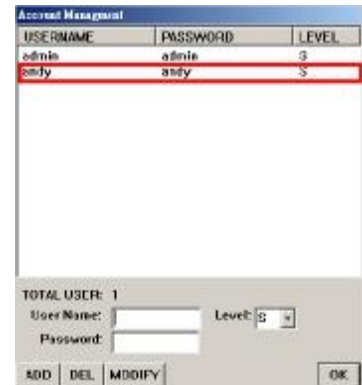 Account Managment
USERNAME PASSWORD LEVEL
admin admin S
andy andy S
TOTAL USER: 1
User Name: Level: S
Password:
ADD DEL MODIFY OK